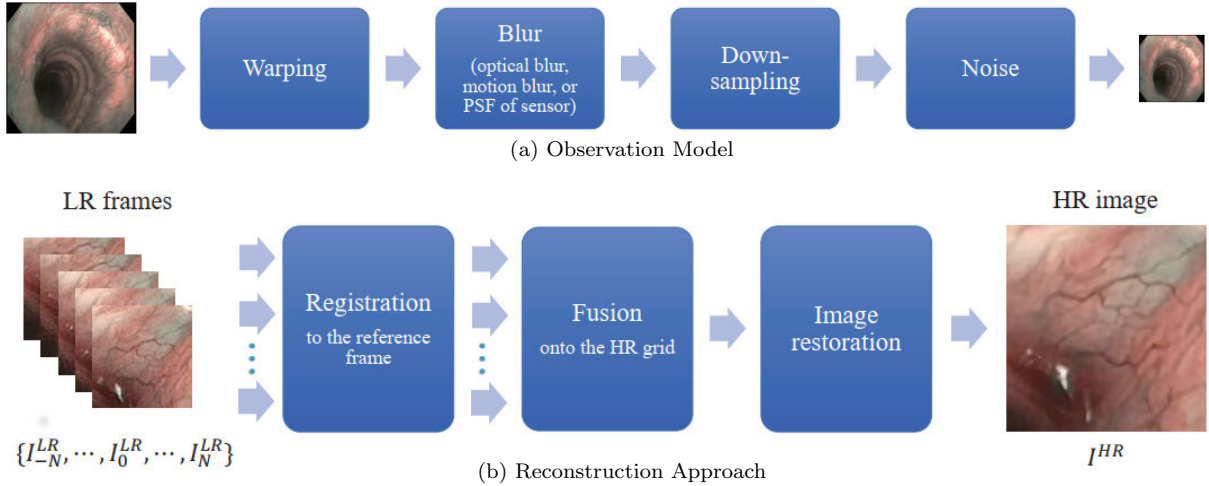 Warping
Blur
(optical blur,
motion blur, or
PSF of sensor)
Down-
sampling
Noise
(a) Observation Model
LR frames
HR image
Registration
to the reference
frame
Fusion
onto the HR grid
Image
restoration
{I_{-N}^{LR}, ⋯, I_0^{LR}, ⋯, I_N^{LR}}
I^{HR}
(b) Reconstruction Approach